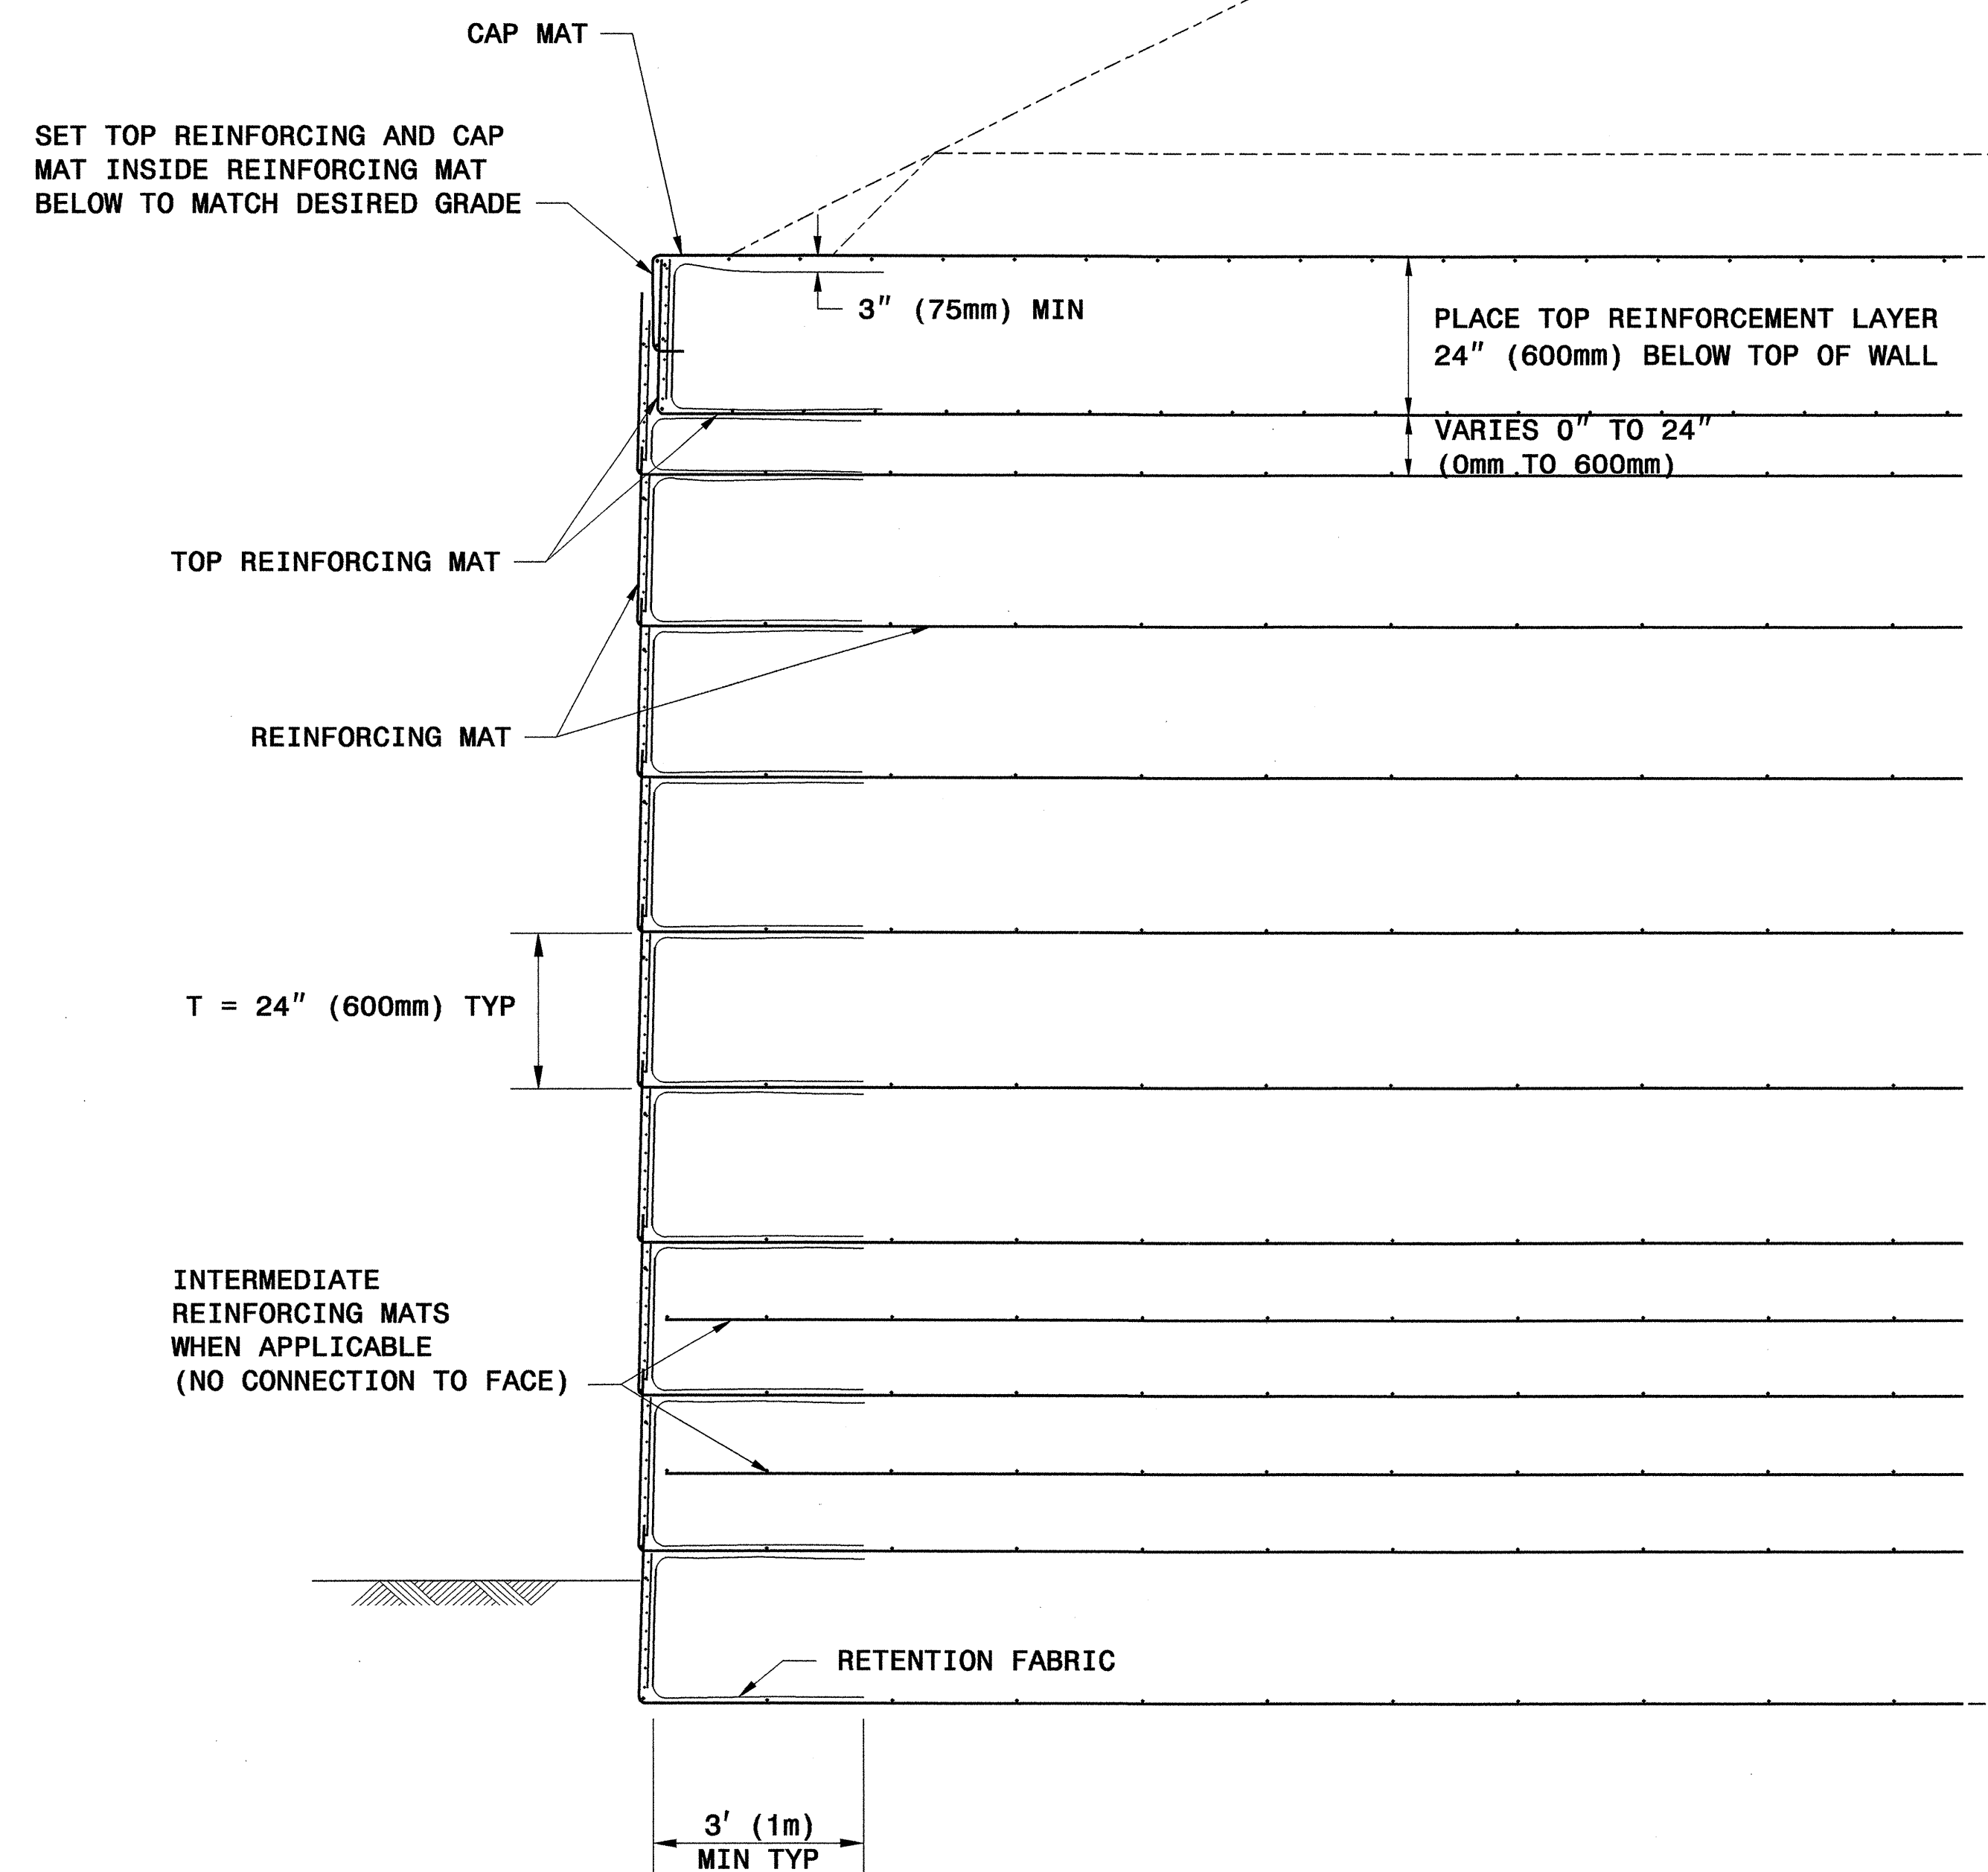 CAP MAT
SET TOP REINFORCING AND CAP
MAT INSIDE REINFORCING MAT
BELOW TO MATCH DESIRED GRADE
3" (75mm) MIN
PLACE TOP REINFORCEMENT LAYER
24" (600mm) BELOW TOP OF WALL
VARIES 0" TO 24"
(0mm TO 600mm)
TOP REINFORCING MAT
REINFORCING MAT
T = 24" (600mm) TYP
INTERMEDIATE
REINFORCING MATS
WHEN APPLICABLE
(NO CONNECTION TO FACE)
RETENTION FABRIC
3' (1m)
MIN TYP